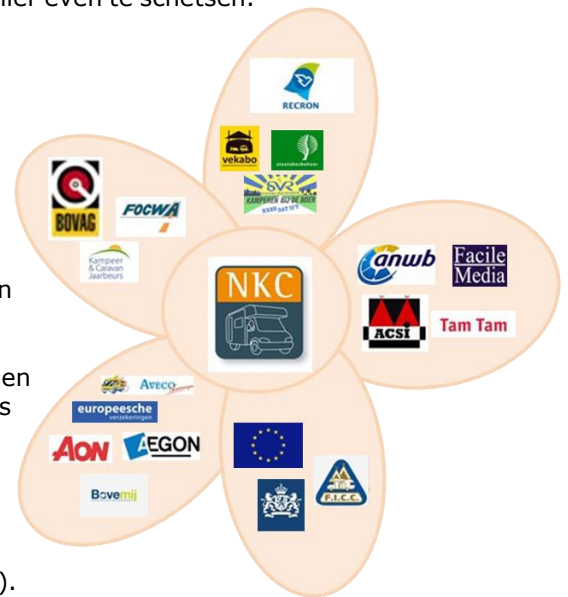 hier even te schetsen.
RECRON
vekabo
staatsbosbeheer
SVR
KAMPEREN BIJ DE BOER
BOVAG
FOCWA
Kampeer
& Caravan
Jaarbeurs
anwb
Facile
Media
ACSI
Tam Tam
NKC
n
en
s
AVECO
europeesche
verzekeringen
AON
AEGON
Bovemij
F.I.C.C.
).